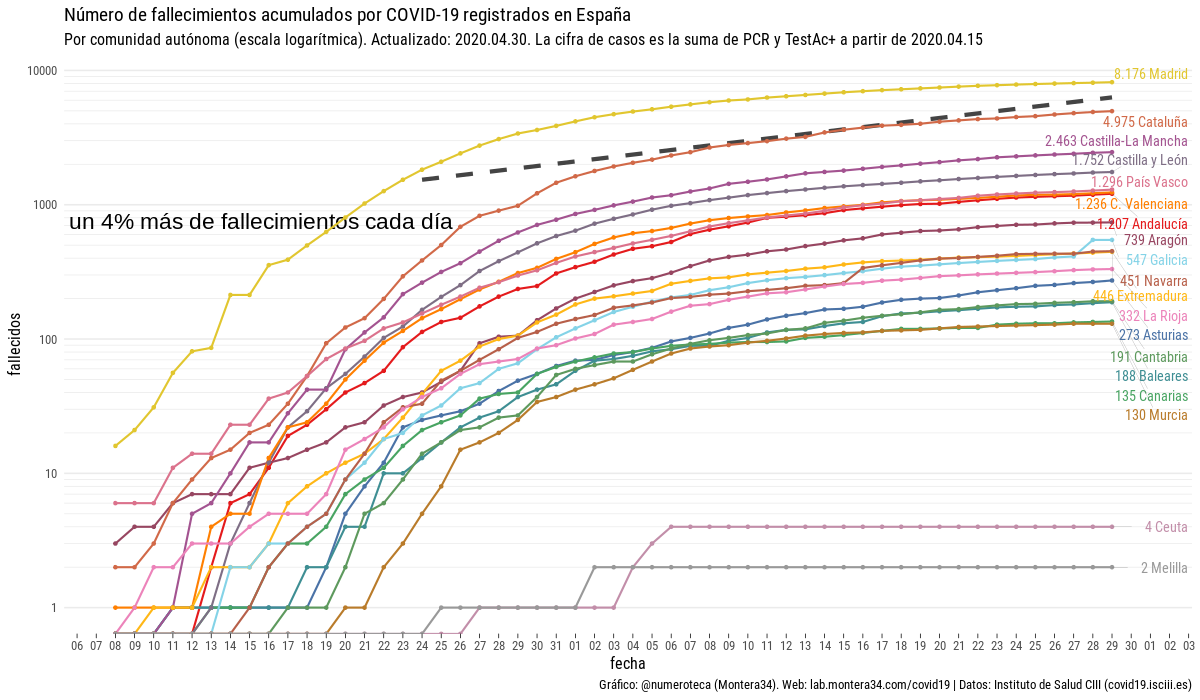 Número de fallecimientos acumulados por COVID-19 registrados en España
Por comunidad autónoma (escala logarítmica). Actualizado: 2020.04.30. La cifra de casos es la suma de PCR y TestAc+ a partir de 2020.04.15
10000
1000
100
10
1
fallecidos
un 4% más de fallecimientos cada día
8.176 Madrid
4.975 Cataluña
2.463 Castilla-La Mancha
1.752 Castilla y León
1.296 País Vasco
1.236 C. Valenciana
1.207 Andalucía
739 Aragón
547 Galicia
451 Navarra
446 Extremadura
332 La Rioja
273 Asturias
191 Cantabria
188 Baleares
135 Canarias
130 Murcia
4 Ceuta
2 Melilla
06 07 08 09 10 11 12 13 14 15 16 17 18 19 20 21 22 23 24 25 26 27 28 29 30 31 01 02 03 04 05 06 07 08 09 10 11 12 13 14 15 16 17 18 19 20 21 22 23 24 25 26 27 28 29 30 01 02 03
fecha
Gráfico: @numeroteca (Montera34). Web: lab.montera34.com/covid19 | Datos: Instituto de Salud CIII (covid19.isciii.es)